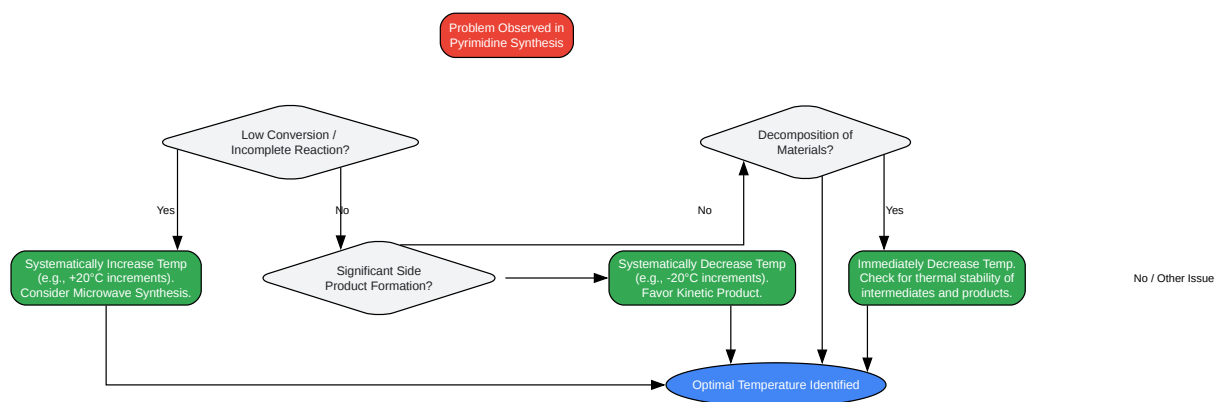 Problem Observed in
Pyrimidine Synthesis
Low Conversion /
Incomplete Reaction?
Decomposition of
Materials?
Yes
No
No
Yes
Systematically Increase Temp
(e.g., +20°C increments).
Consider Microwave Synthesis.
Significant Side
Product Formation?
Systematically Decrease Temp
(e.g., -20°C increments).
Favor Kinetic Product.
Immediately Decrease Temp.
Check for thermal stability of
intermediates and products.
No / Other Issue
Optimal Temperature Identified